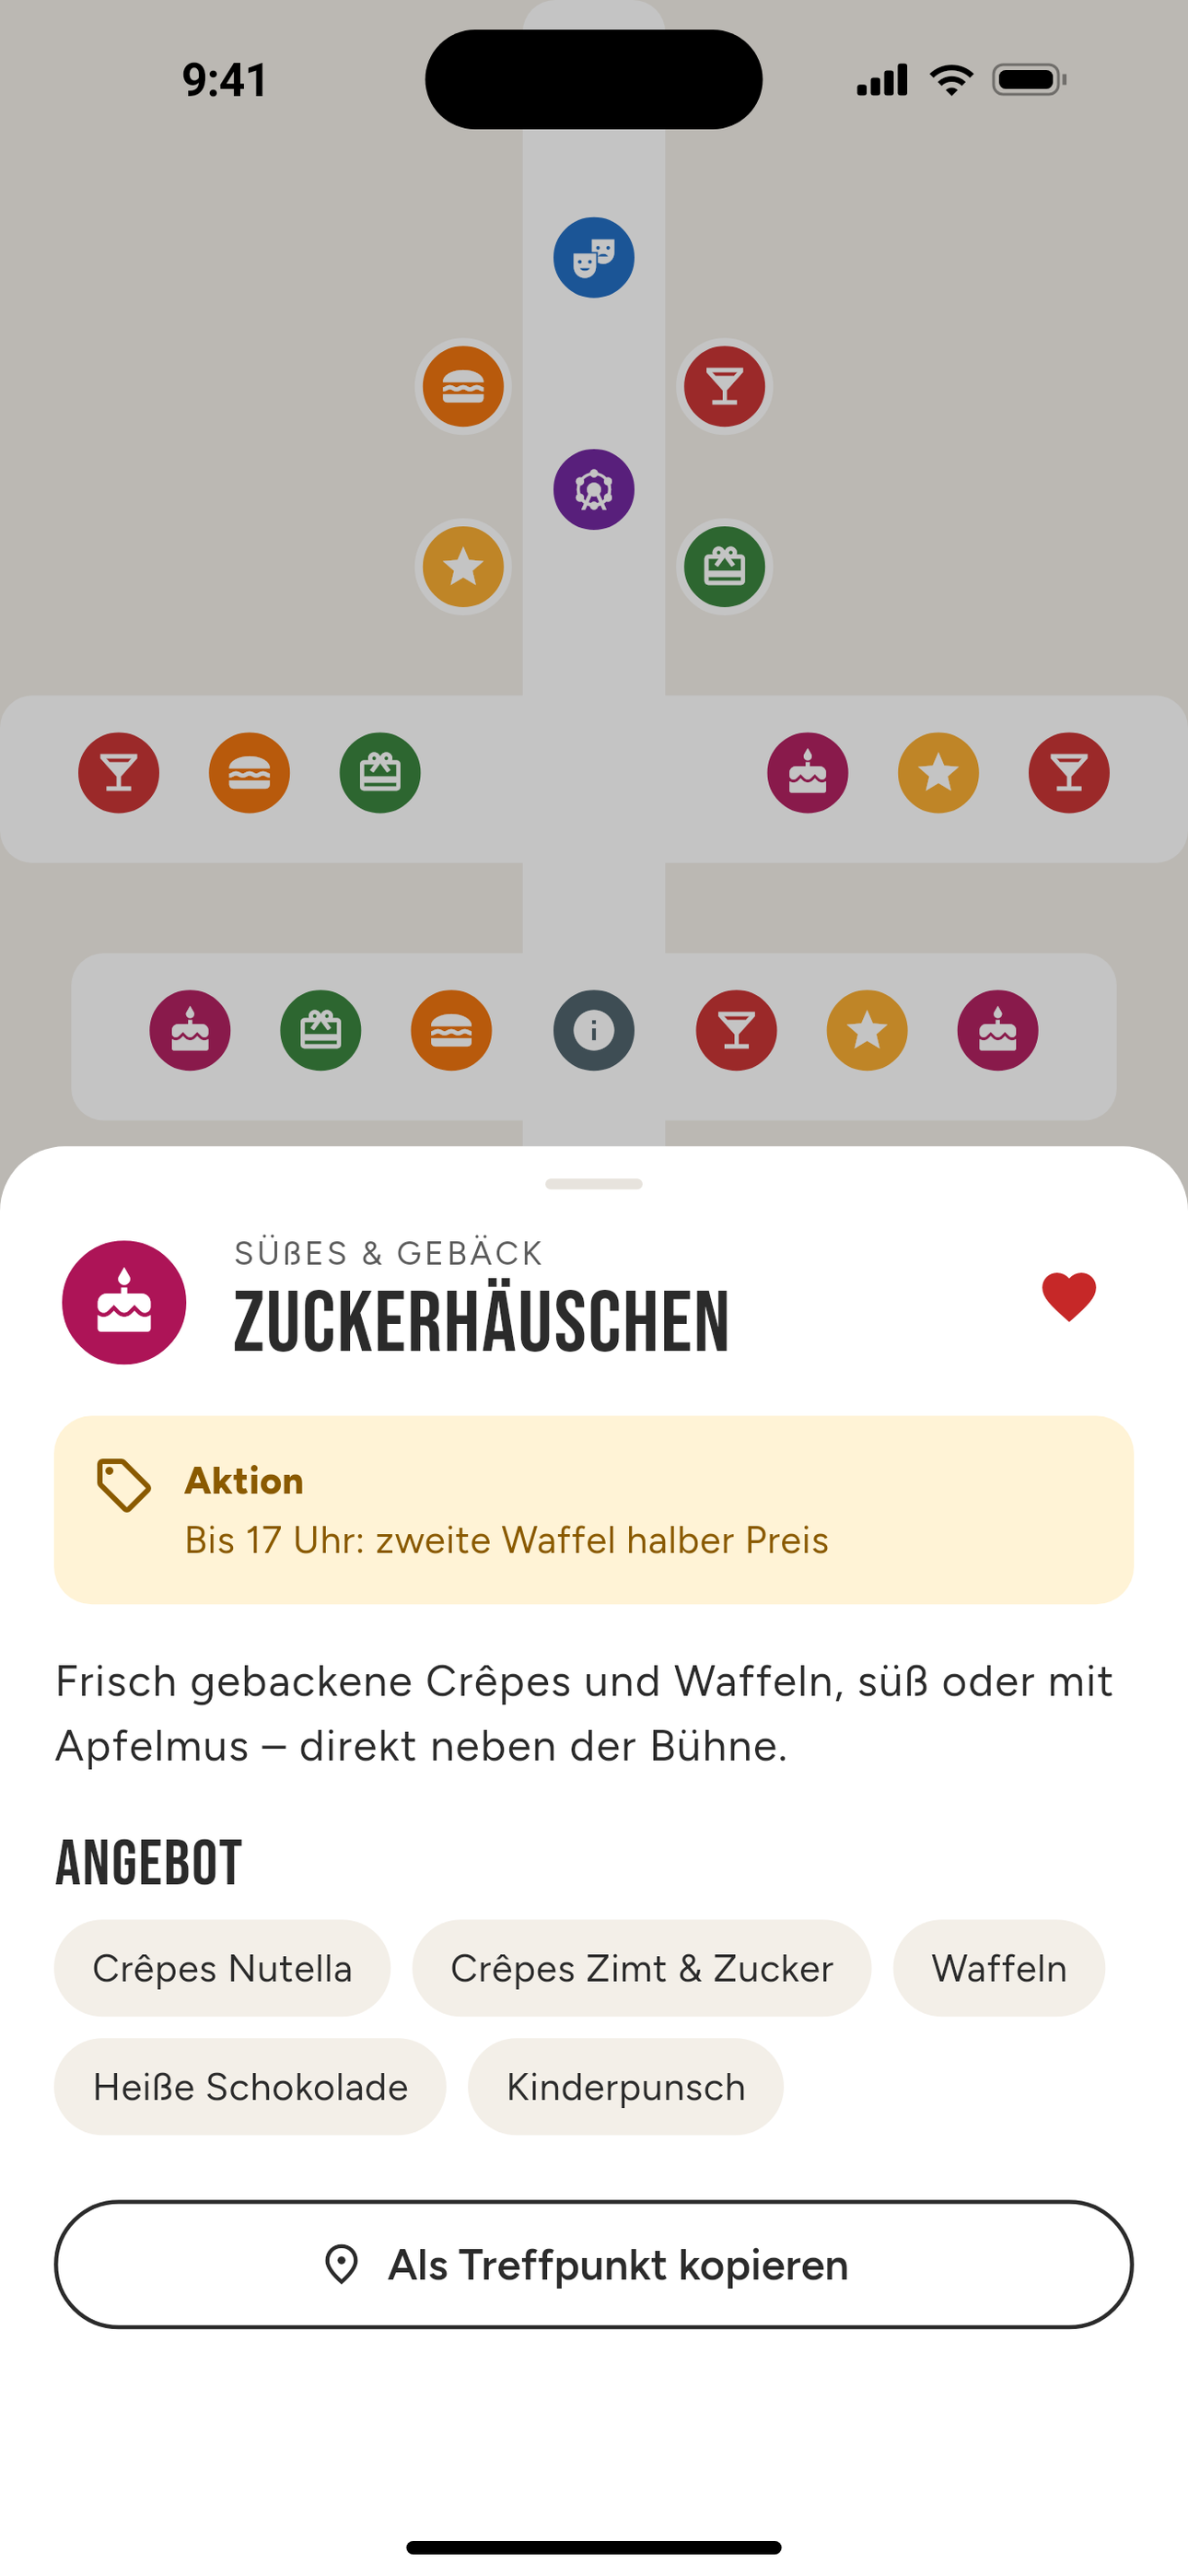 9:41
SÜßES & GEBÄCK
ZUCKERHÄUSCHEN
Aktion
Bis 17 Uhr: zweite Waffel halber Preis
Frisch gebackene Crêpes und Waffeln, süß oder mit
Apfelmus – direkt neben der Bühne.
ANGEBOT
Crêpes Nutella Crêpes Zimt & Zucker Waffeln
Heiße Schokolade Kinderpunsch
Als Treffpunkt kopieren